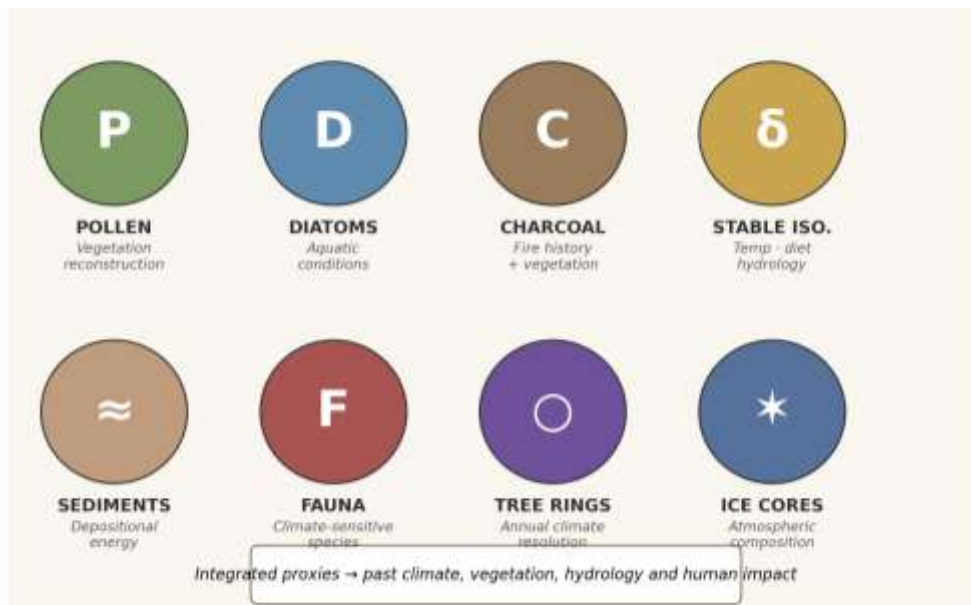 P
D
C
δ
POLLEN
Vegetation
reconstruction
DIATOMS
Aquatic
conditions
CHARCOAL
Fire history
+ vegetation
STABLE ISO.
Temp · diet
hydrology
≈
F
○
✶
SEDIMENTS
Depositional
energy
FAUNA
Climate-sensitive
species
TREE RINGS
Annual climate
resolution
ICE CORES
Atmospheric
composition
Integrated proxies → past climate, vegetation, hydrology and human impact